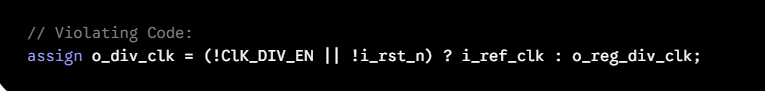 // Violating Code:
assign o_div_clk = (!ClK_DIV_EN || !i_rst_n) ? i_ref_clk : o_reg_div_clk;